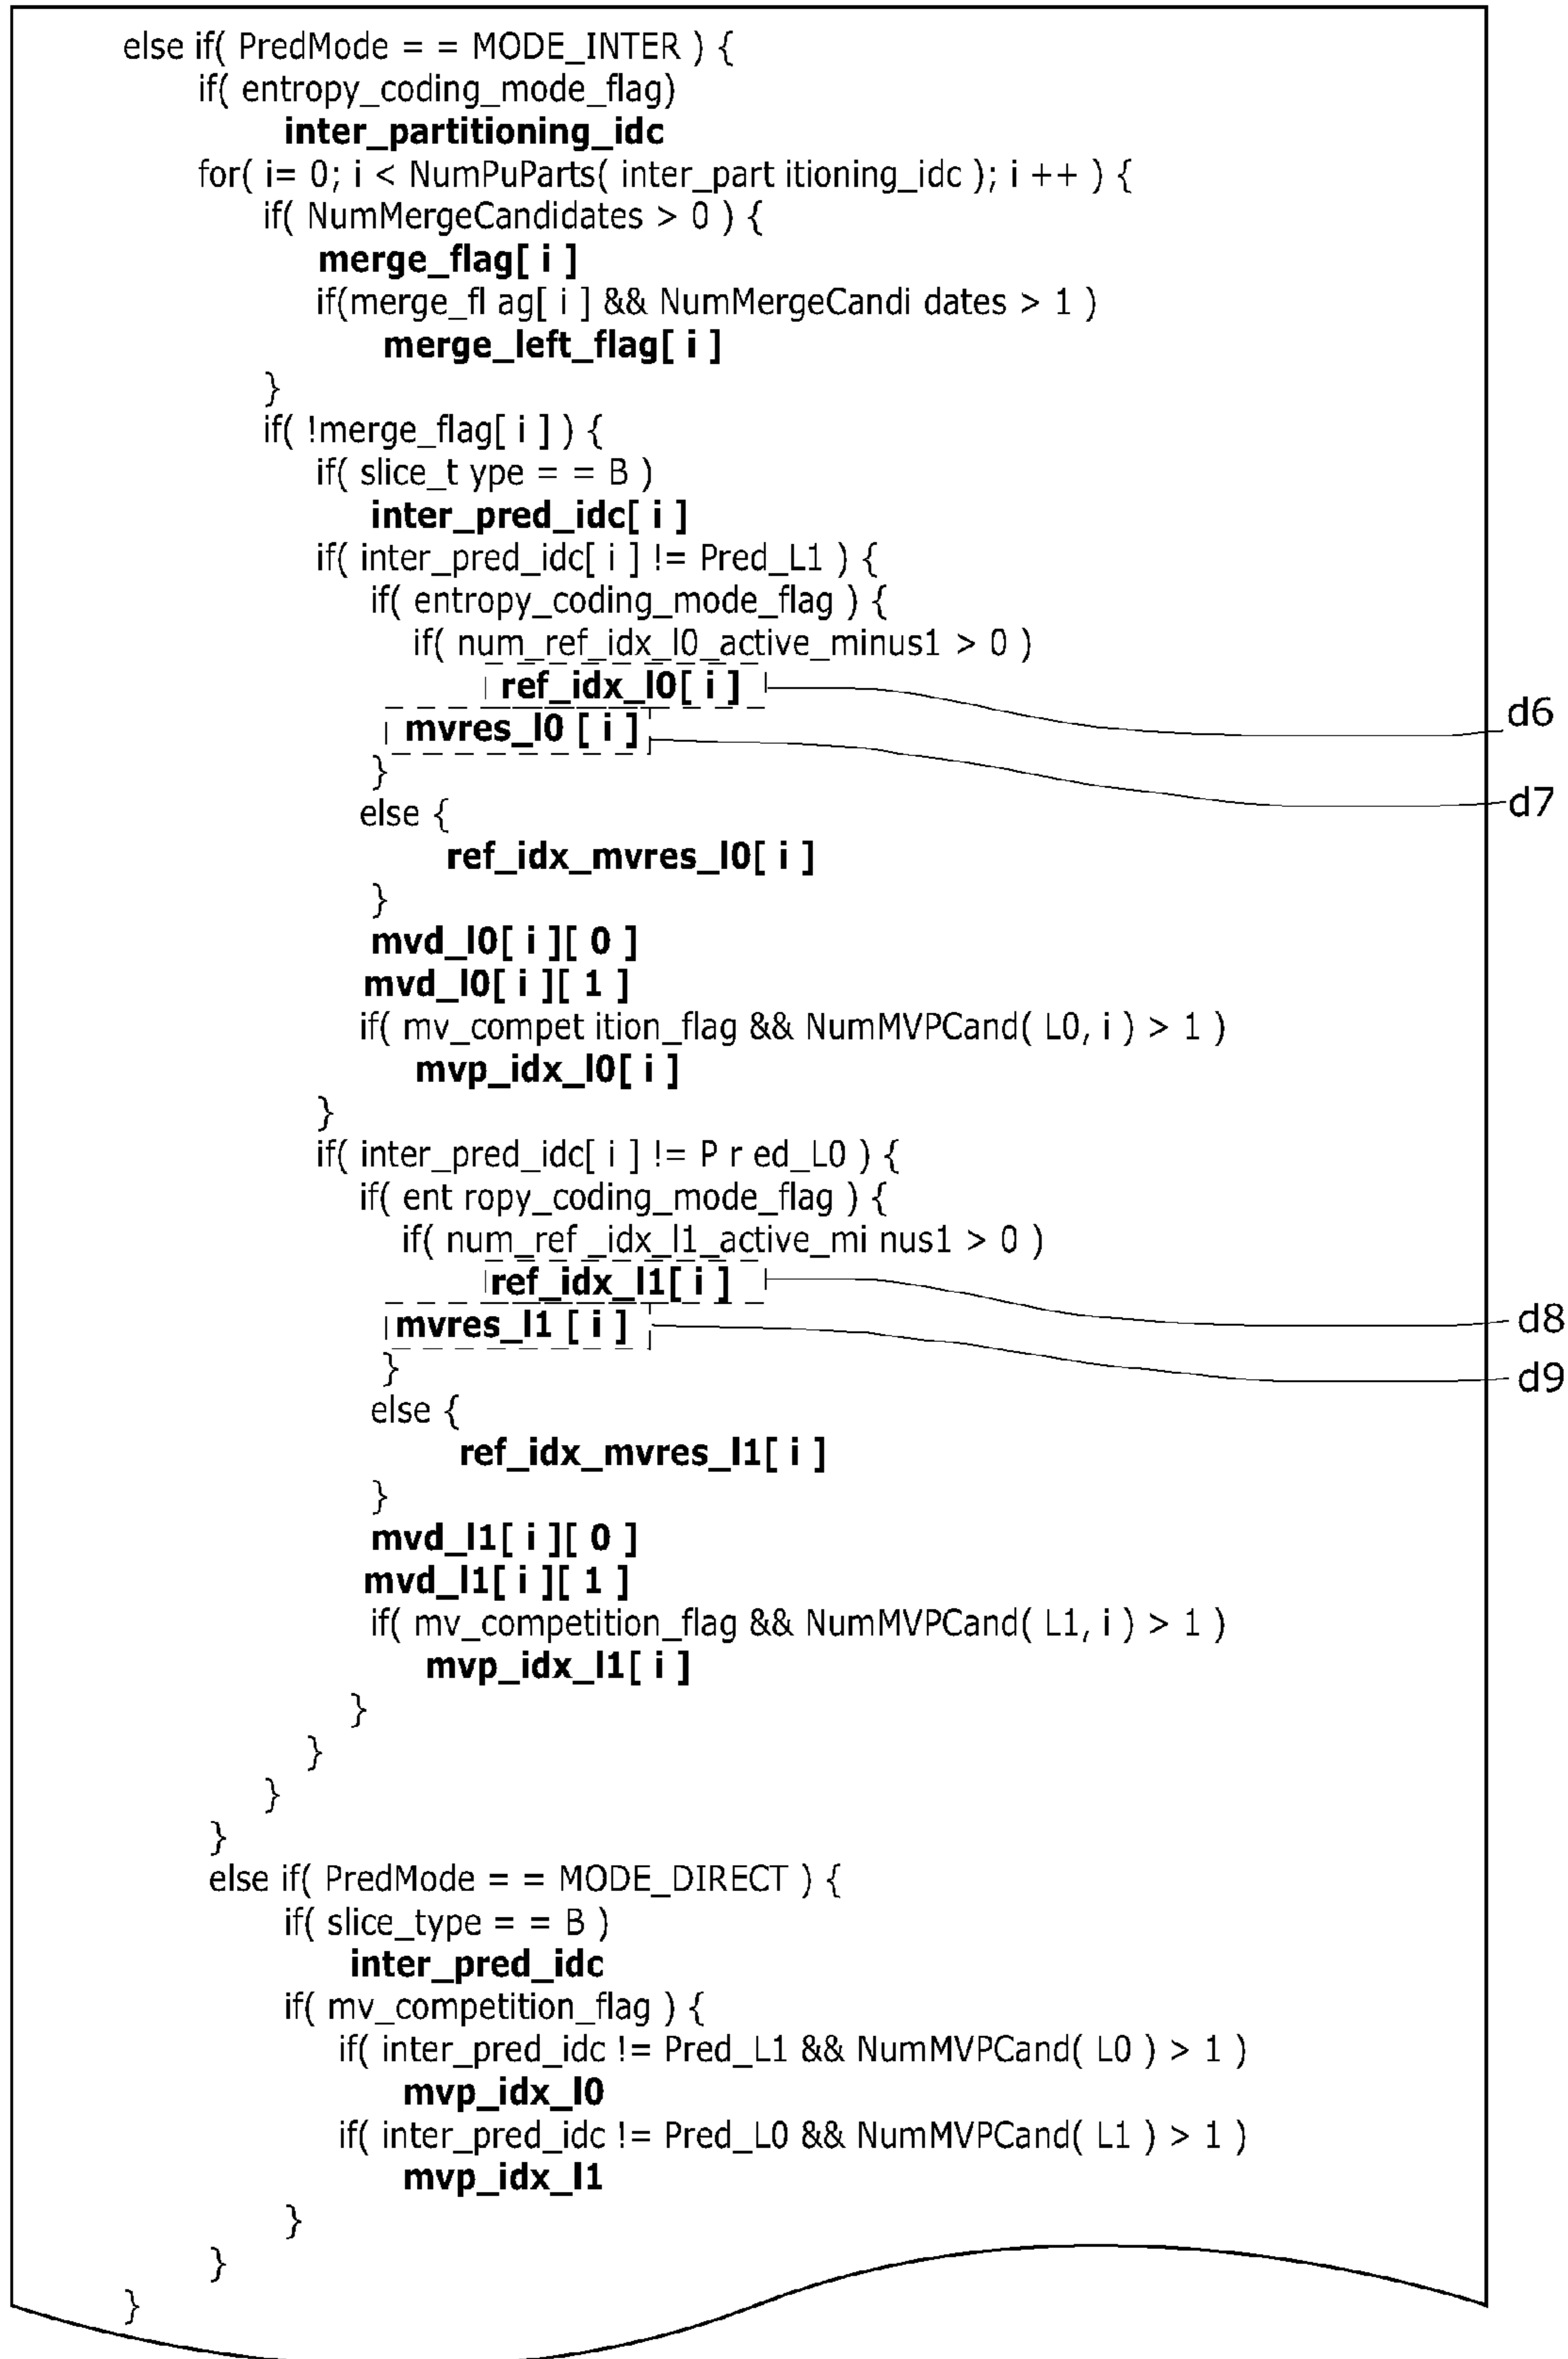 else if( PredMode = = MODE_INTER ) {
if( entropy_coding_mode_flag)
inter_partitioning_idc
for( i= 0; i < NumPuParts( inter_part itioning_idc ); i ++ ) {
if( NumMergeCandidates > 0 ) {
merge_flag[ i ]
if(merge_fl ag[ i ] && NumMergeCandi dates > 1 )
merge_left_flag[ i ]
}
if( !merge_flag[ i ] ) {
if( slice_t ype = = B )
inter_pred_idc[ i ]
if( inter_pred_idc[ i ] != Pred_L1 ) {
if( entropy_coding_mode_flag ) {
if( num_ref_idx_l0_active_minus1 > 0 )
ref_idx_l0[ i ]
d6
mvres_l0 [ i ]
d7
}
else {
ref_idx_mvres_l0[ i ]
}
mvd_l0[ i ][ 0 ]
mvd_l0[ i ][ 1 ]
if( mv_compet ition_flag && NumMVPCand( L0, i ) > 1 )
mvp_idx_l0[ i ]
}
if( inter_pred_idc[ i ] != P r ed_L0 ) {
if( ent ropy_coding_mode_flag ) {
if( num_ref _idx_l1_active_mi nus1 > 0 )
ref_idx_l1[ i ]
d8
mvres_l1 [ i ]
d9
}
else {
ref_idx_mvres_l1[ i ]
}
mvd_l1[ i ][ 0 ]
mvd_l1[ i ][ 1 ]
if( mv_competition_flag && NumMVPCand( L1, i ) > 1 )
mvp_idx_l1[ i ]
}
}
}
}
else if( PredMode = = MODE_DIRECT ) {
if( slice_type = = B )
inter_pred_idc
if( mv_competition_flag ) {
if( inter_pred_idc != Pred_L1 && NumMVPCand( L0 ) > 1 )
mvp_idx_l0
if( inter_pred_idc != Pred_L0 && NumMVPCand( L1 ) > 1 )
mvp_idx_l1
}
}
}